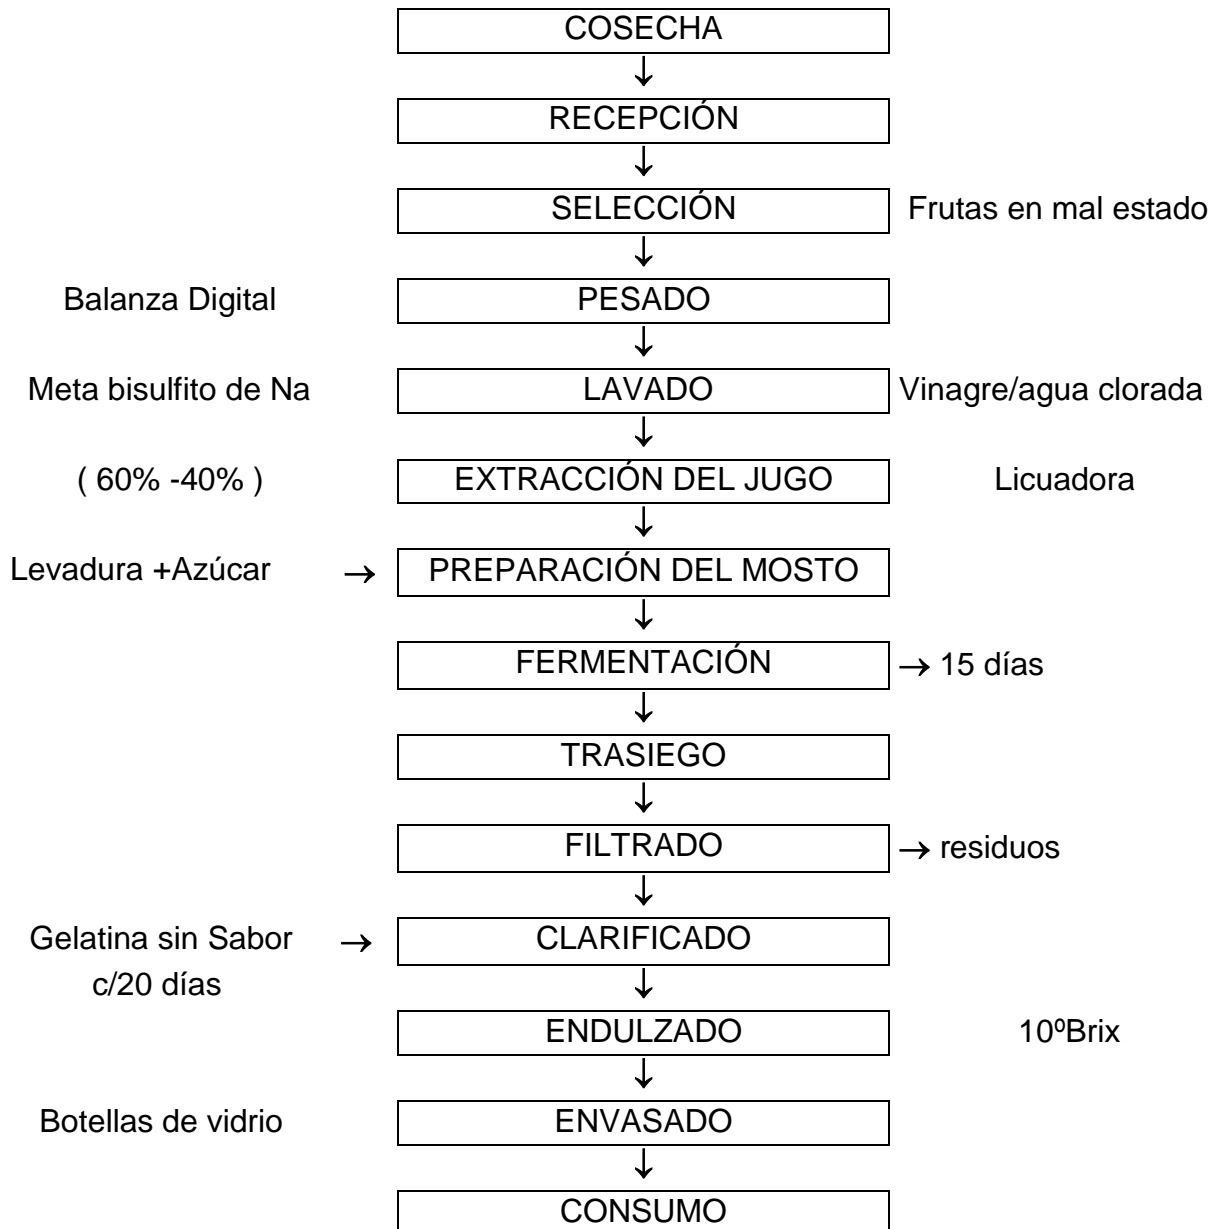 COSECHA
↓
RECEPCIÓN
↓
SELECCIÓN Frutas en mal estado
↓
Balanza Digital PESADO
↓
Meta bisulfito de Na LAVADO Vinagre/agua clorada
↓
( 60% -40% ) EXTRACCIÓN DEL JUGO Licuadora
↓
Levadura +Azúcar → PREPARACIÓN DEL MOSTO
↓
FERMENTACIÓN → 15 días
↓
TRASIEGO
↓
FILTRADO → residuos
↓
Gelatina sin Sabor → CLARIFICADO
c/20 días ↓
ENDULZADO 10ºBrix
↓
Botellas de vidrio ENVASADO
↓
CONSUMO